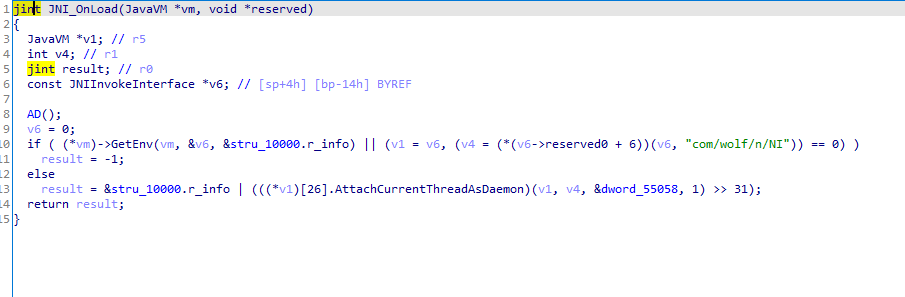 1 jint JNI_OnLoad(JavaVM *vm, void *reserved)
2 {
3 JavaVM *v1; // r5
4 int v4; // r1
5 jint result; // r0
6 const JNIInvokeInterface *v6; // [sp+4h] [bp-14h] BYREF
7
8 AD();
9 v6 = 0;
10 if ( (*vm)->GetEnv(vm, &v6, &stru_10000.r_info) || (v1 = v6, (v4 = (*(v6->reserved0 + 6))(v6, "com/wolf/n/NI")) == 0) )
11 result = -1;
12 else
13 result = &stru_10000.r_info | (((*v1)[26].AttachCurrentThreadAsDaemon)(v1, v4, &dword_55058, 1) >> 31);
14 return result;
15 }